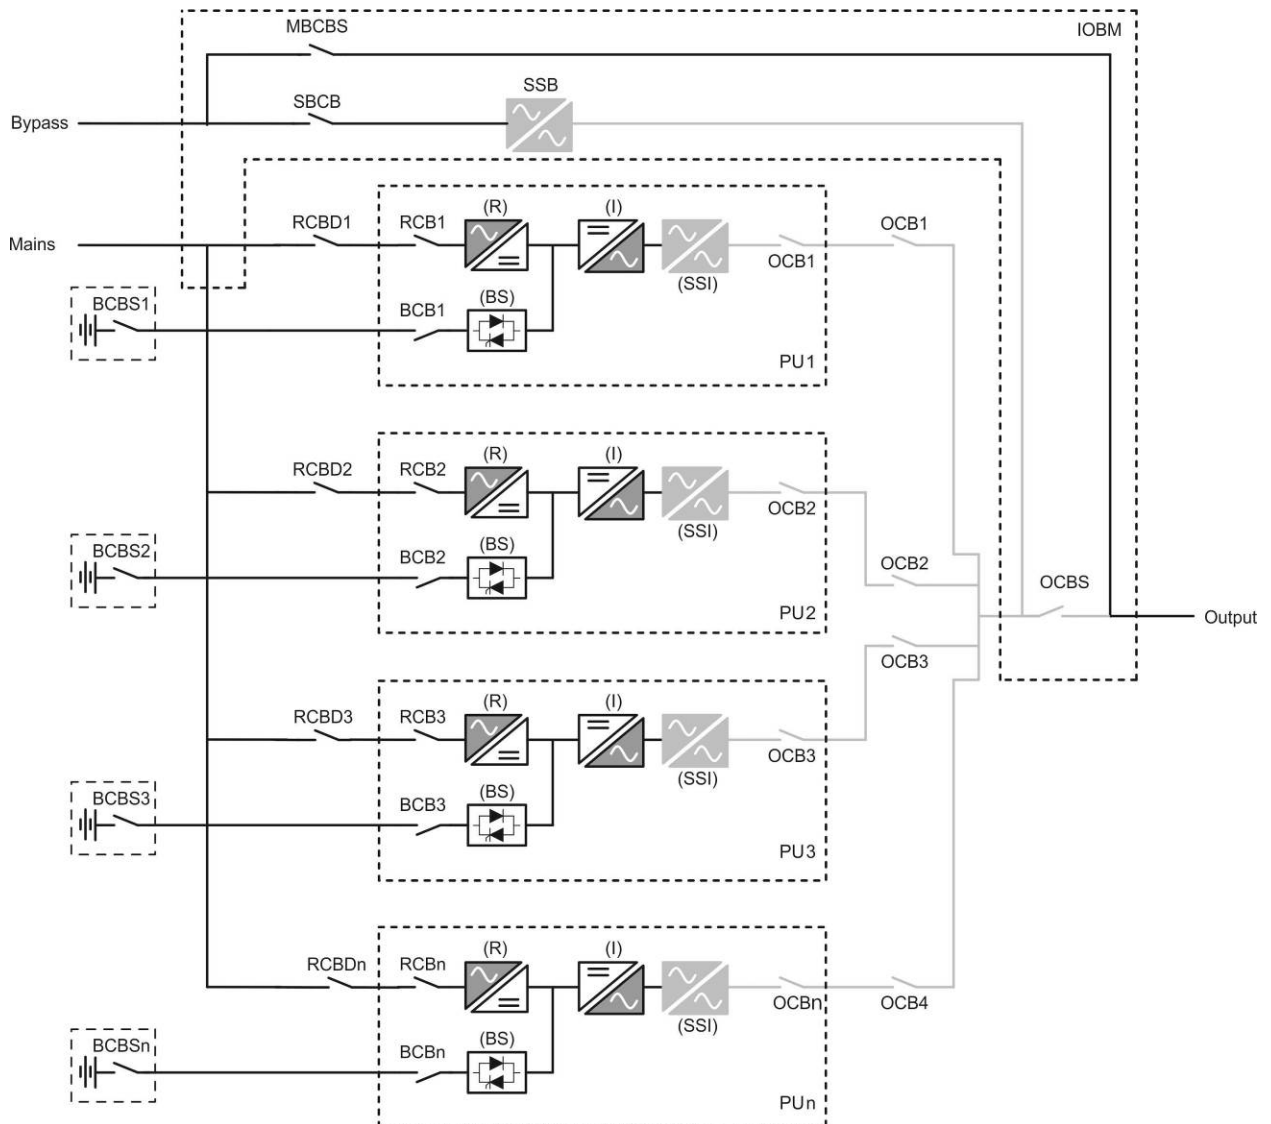 MBCBS
IOBM
SSB
SBCB
Bypass
(R)
(I)
RCBD1
RCB1
OCB1
Mains
OCB1
(SSI)
BCBS1
BCB1
(BS)
PU1
(R)
(I)
RCBD2
RCB2
OCB2
(SSI)
BCBS2
BCB2
(BS)
OCB2
OCBS
PU2
Output
OCB3
(R)
(I)
RCBD3
RCB3
OCB3
(SSI)
BCBS3
BCB3
(BS)
PU3
(R)
(I)
RCBDn
RCBn
OCBn
OCB4
(SSI)
BCBSn
BCBn
(BS)
PUn